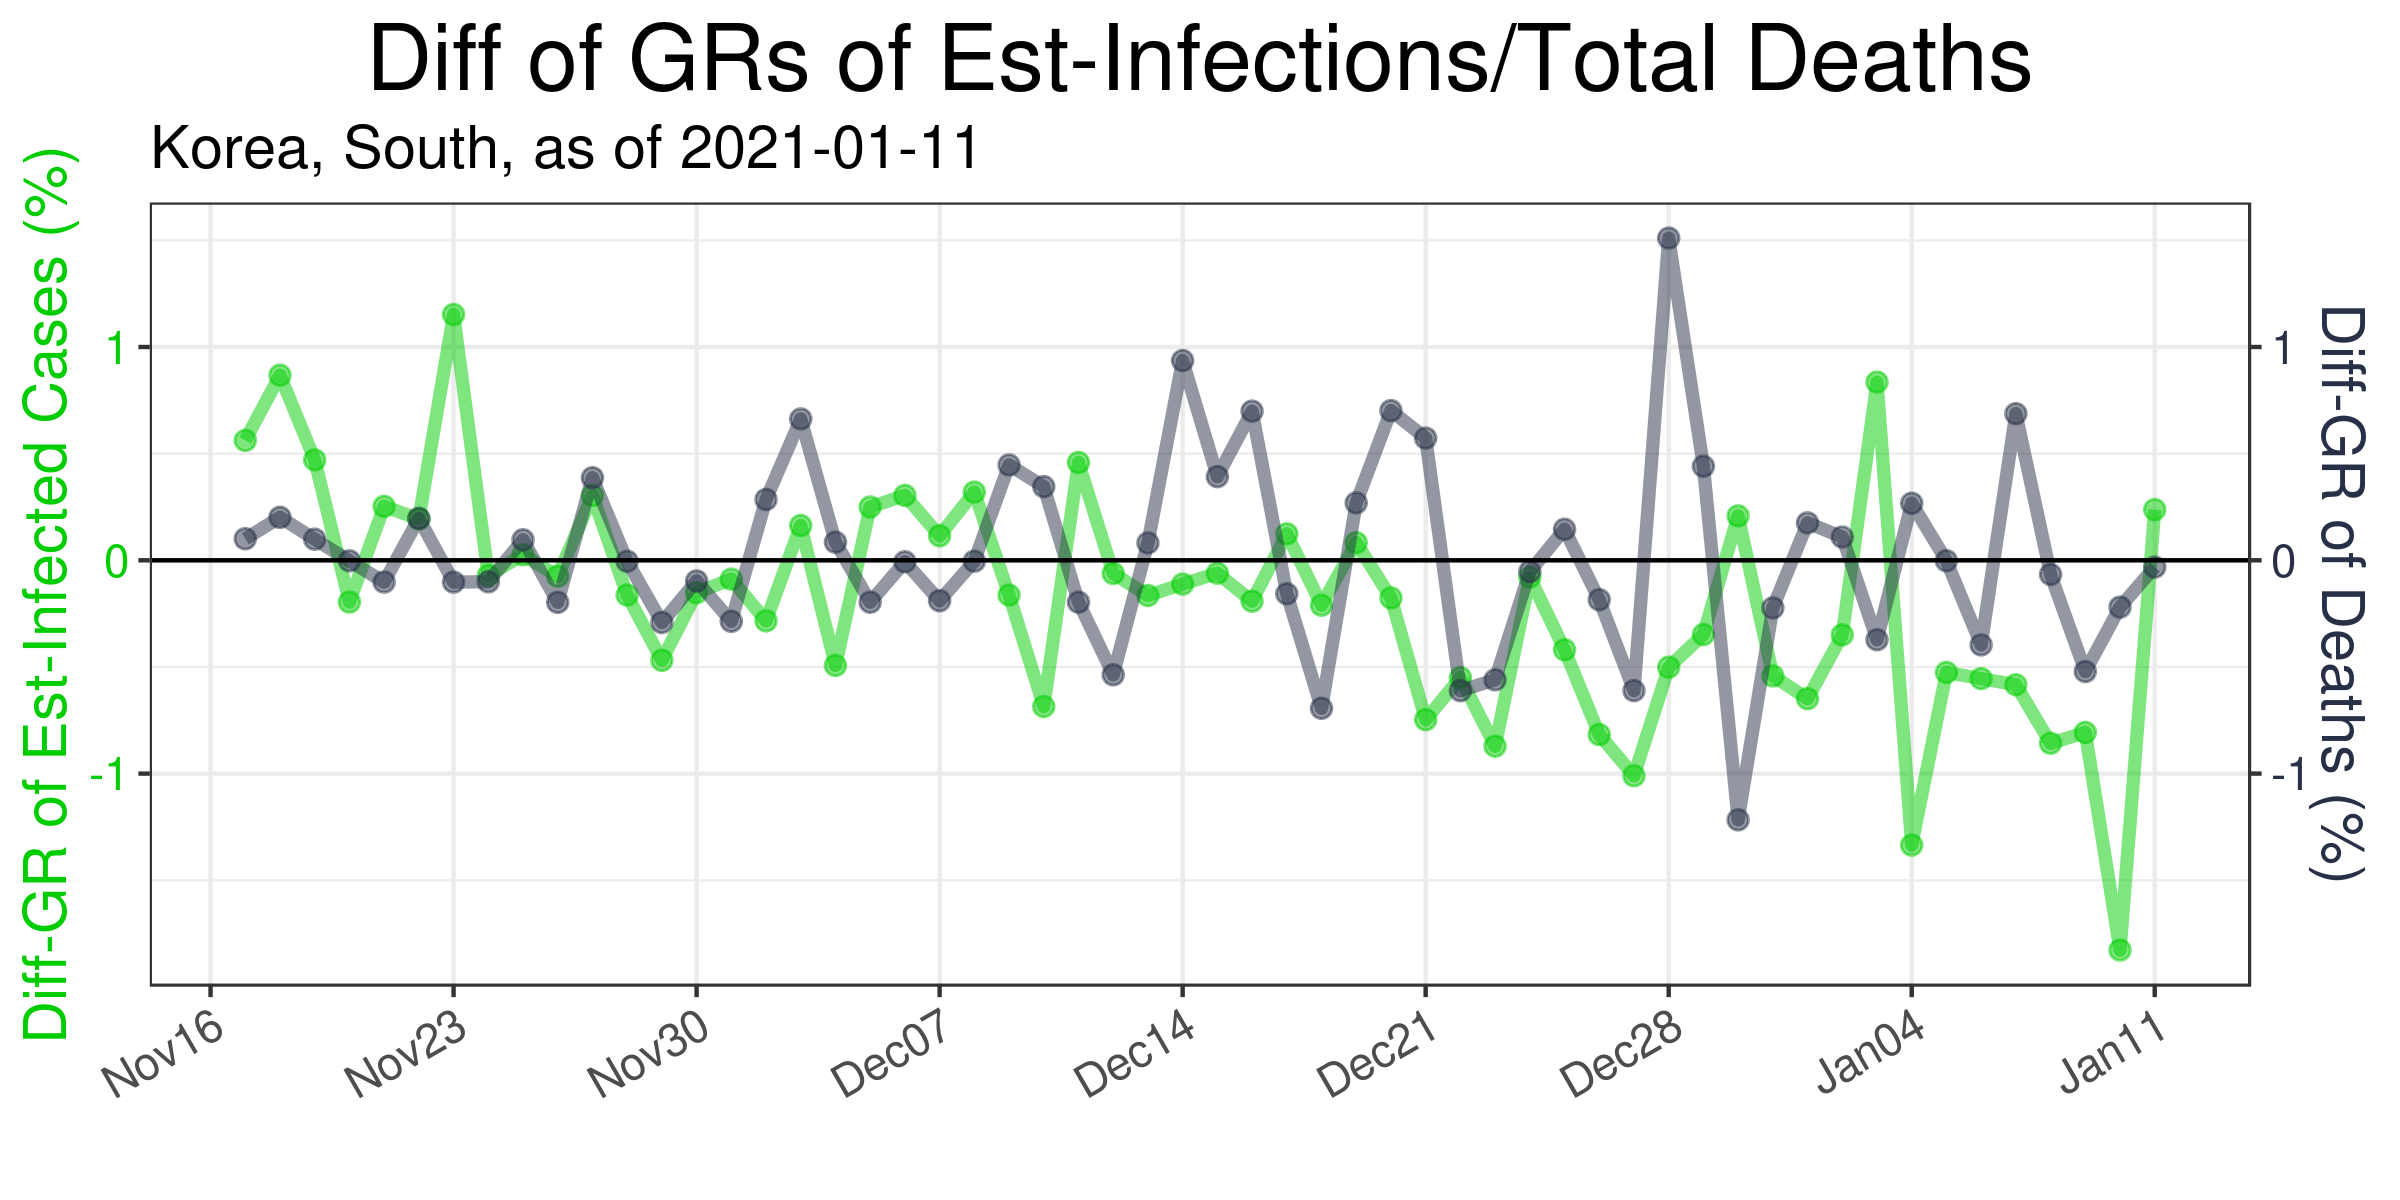 Diff of GRs of Est-Infections/Total Deaths
Korea, South, as of 2021-01-11
Diff-GR of Est-Infected Cases (%)
1
0
-1
1
0
-1
Diff-GR of Deaths (%)
Nov16
Nov23
Nov30
Dec07
Dec14
Dec21
Dec28
Jan04
Jan11